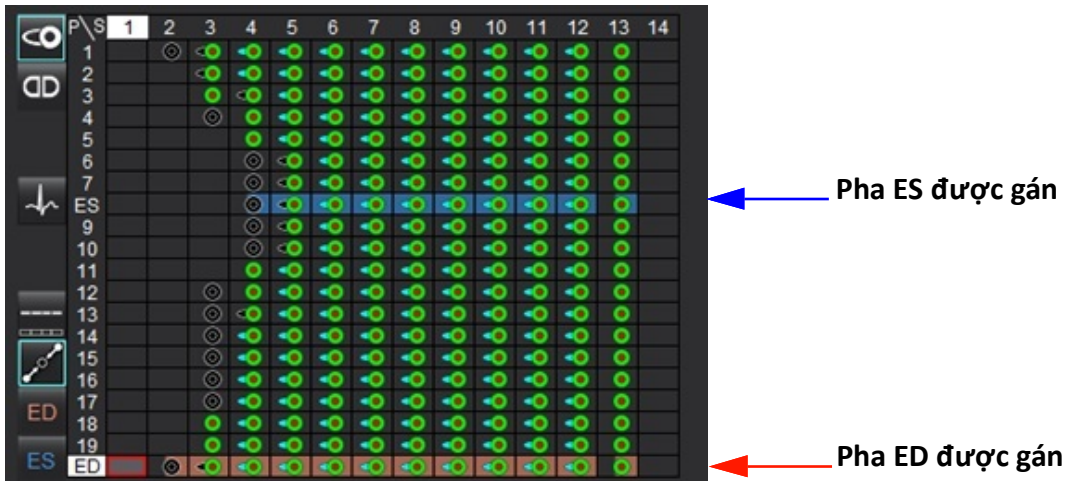 P\S 1 2 3 4 5 6 7 8 9 10 11 12 13 14
1
2
3
4
5
6
7
ES
Pha ES được gán
9
10
11
12
13
14
15
16
17
ED
18
19
ES
ED
Pha ED được gán